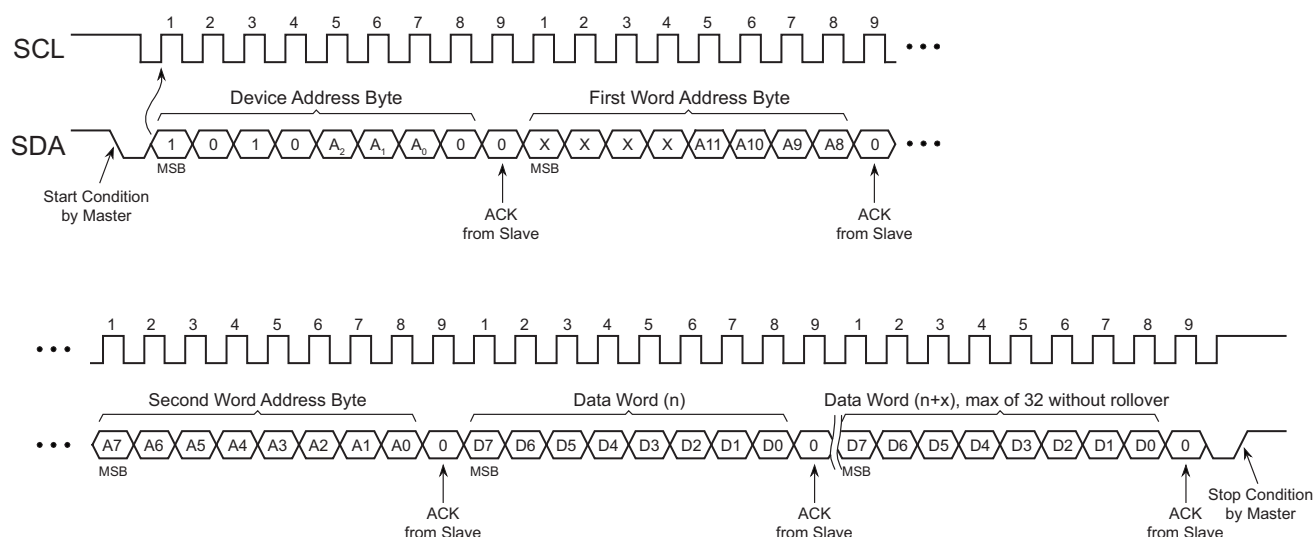 1 2 3 4 5 6 7 8 9 1 2 3 4 5 6 7 8 9
SCL
Device Address Byte First Word Address Byte
SDA 1 0 1 0 A2 A1 A0 0 0 X X X X A11 A10 A9 A8 0
MSB MSB
Start Condition
by Master
ACK
from Slave
ACK
from Slave
1 2 3 4 5 6 7 8 9 1 2 3 4 5 6 7 8 9 1 2 3 4 5 6 7 8 9
Second Word Address Byte Data Word (n) Data Word (n+x), max of 32 without rollover
A7 A6 A5 A4 A3 A2 A1 A0 0 D7 D6 D5 D4 D3 D2 D1 D0 0 D7 D6 D5 D4 D3 D2 D1 D0 0
MSB MSB MSB
ACK
from Slave
ACK
from Slave
ACK
from Slave
Stop Condition
by Master